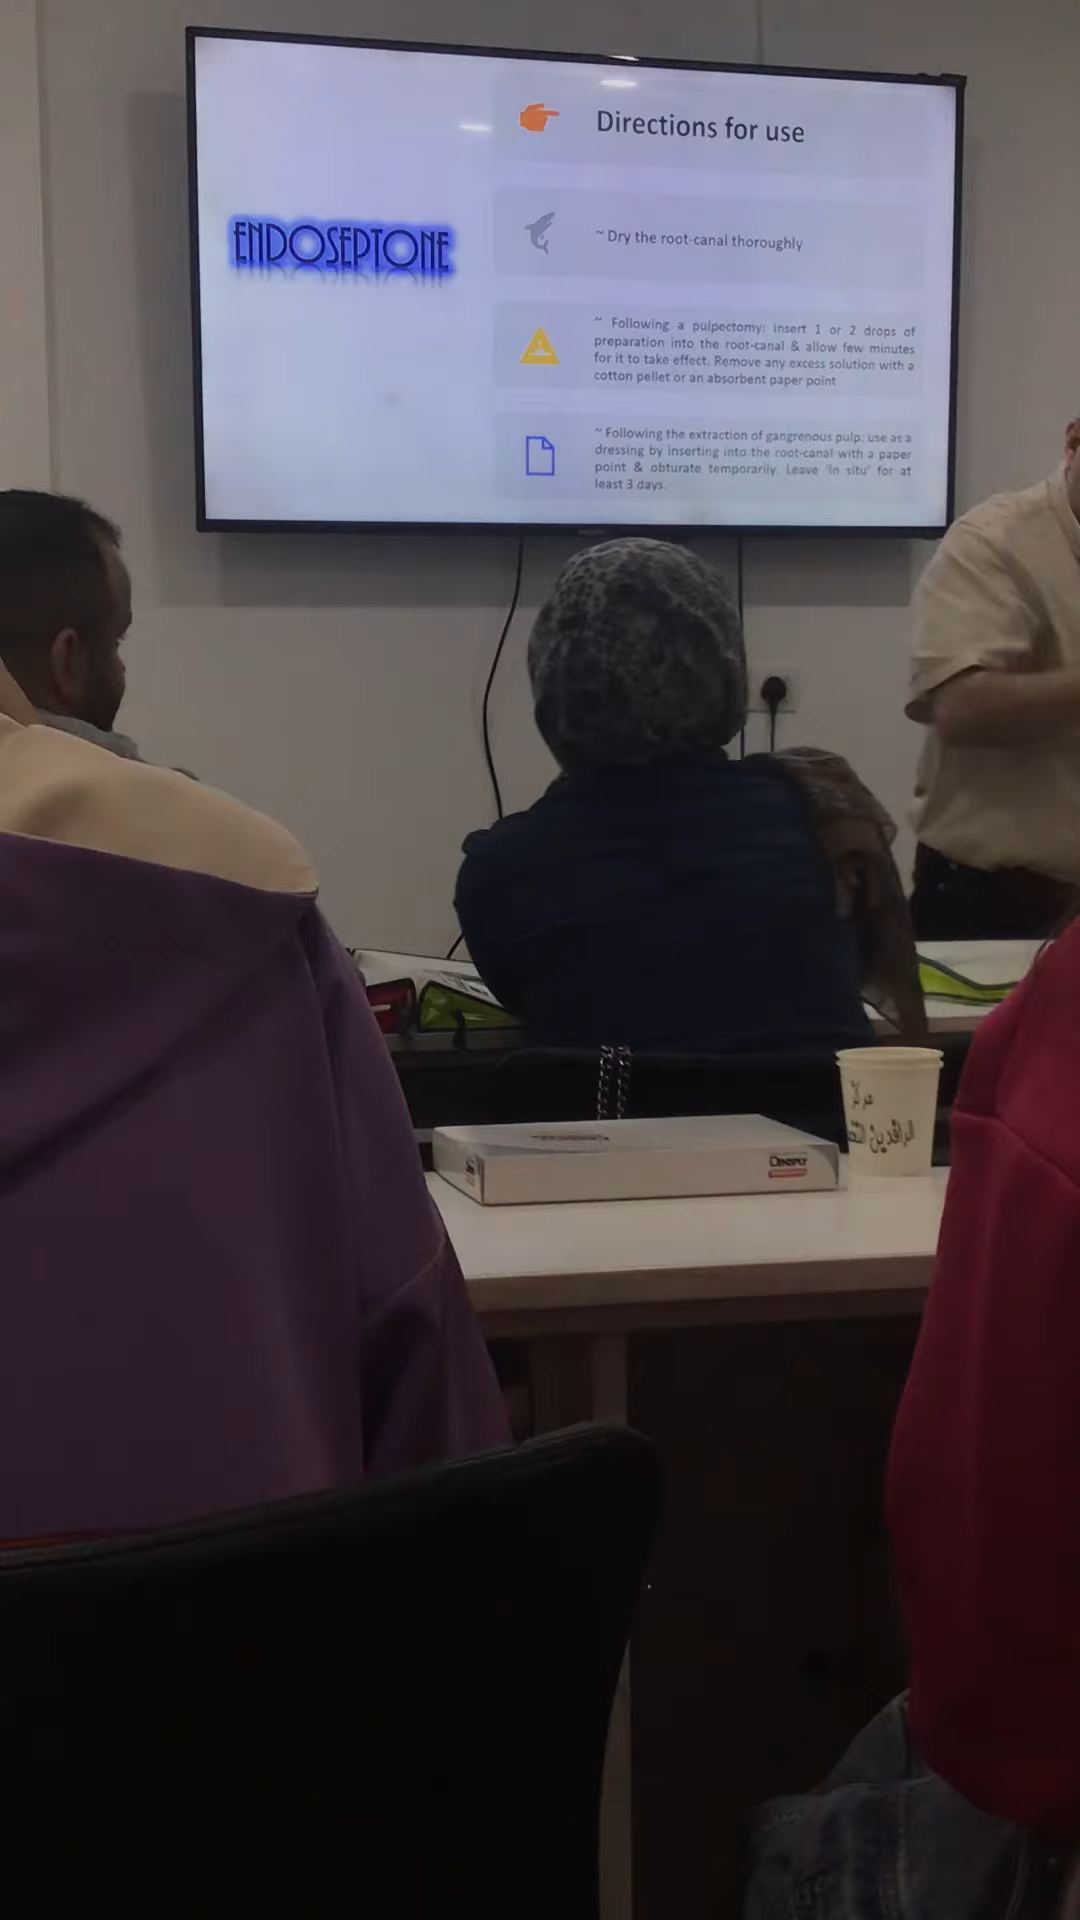 Directions for use
ENDOSEPTONE
~ Dry the root-canal thoroughly
~ Following a pulpectomy: insert 1 or 2 drops of
preparation into the root-canal & allow few minutes
for it to take effect. Remove any excess solution with a
cotton pellet or an absorbent paper point
~ Following the extraction of gangrenous pulp: use as a
dressing by inserting into the root-canal with a paper
point & obturate temporarily. Leave 'in situ' for at
least 3 days.
مركز
الرافدين
DENTSPLY